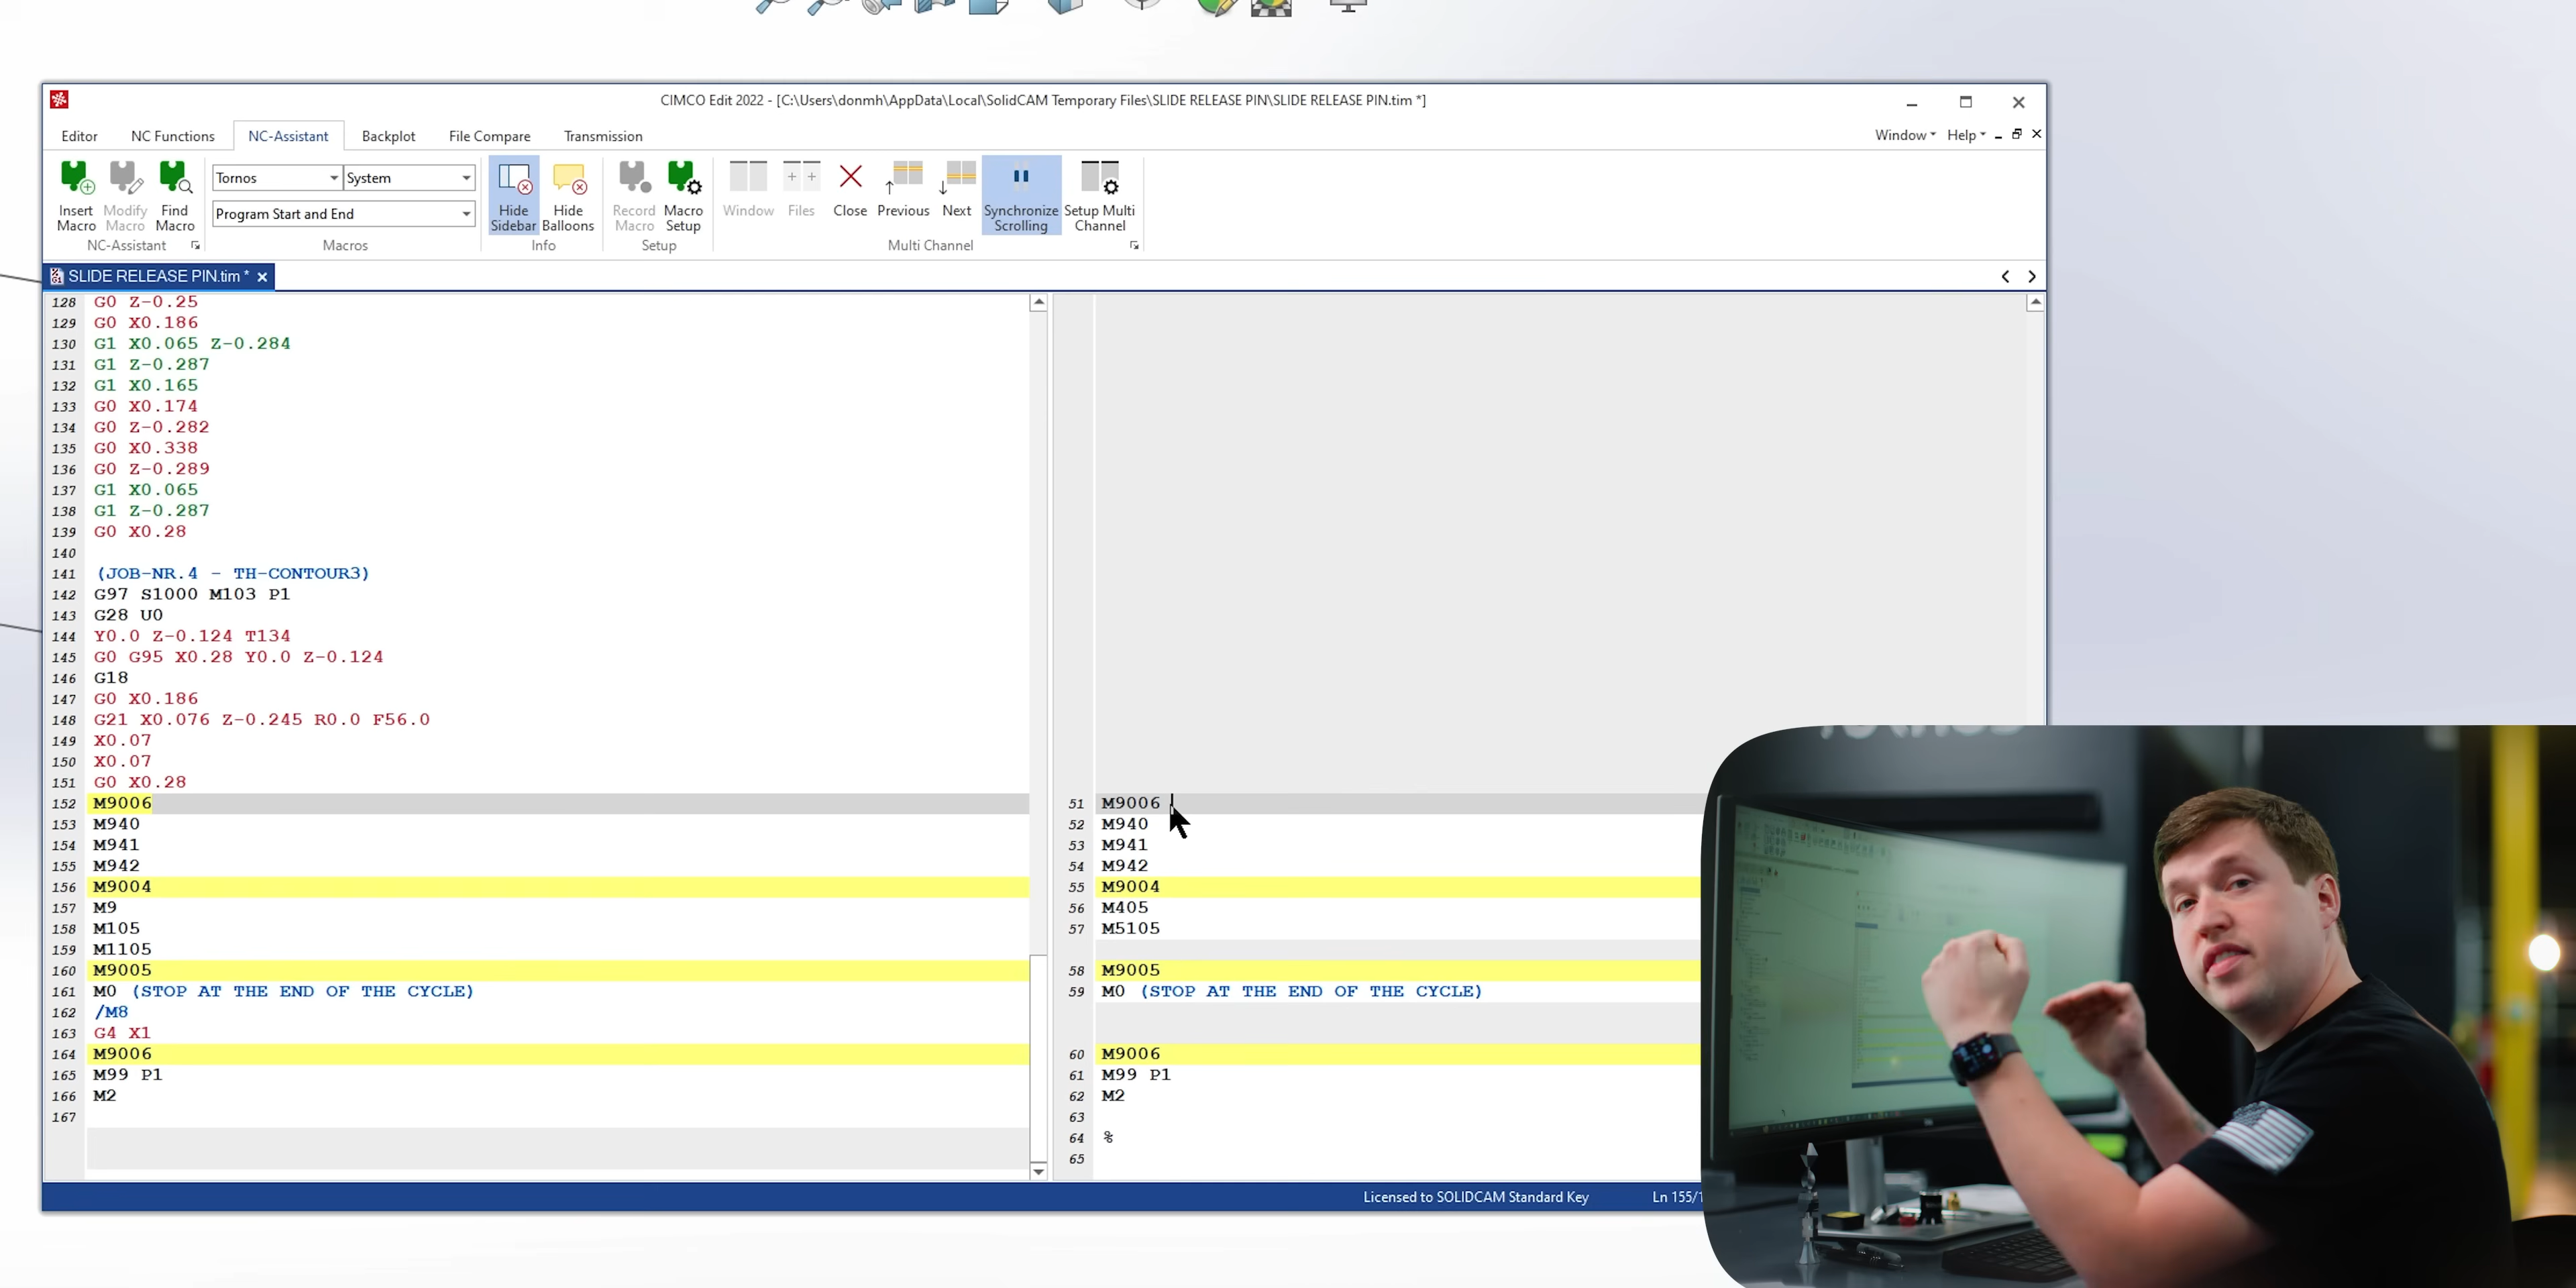 CIMCO Edit 2022 - [C:\Users\donmh\AppData\Local\SolidCAM Temporary Files\SLIDE RELEASE PIN\SLIDE RELEASE PIN.tim *]
Editor NC Functions NC-Assistant Backplot File Compare Transmission Window Help
Insert Macro
Modify Macro
Find Macro
NC-Assistant
Tornos System
Program Start and End
Macros
Hide Sidebar
Hide Balloons
Info
Record Macro
Macro Setup
Setup
Window Files Close Previous Next
Synchronize Scrolling
Setup Multi Channel
Multi Channel
SLIDE RELEASE PIN.tim *
128 G0 Z-0.25
129 G0 X0.186
130 G1 X0.065 Z-0.284
131 G1 Z-0.287
132 G1 X0.165
133 G0 X0.174
134 G0 Z-0.282
135 G0 X0.338
136 G0 Z-0.289
137 G1 X0.065
138 G1 Z-0.287
139 G0 X0.28
140
141 (JOB-NR.4 - TH-CONTOUR3)
142 G97 S1000 M103 P1
143 G28 U0
144 Y0.0 Z-0.124 T134
145 G0 G95 X0.28 Y0.0 Z-0.124
146 G18
147 G0 X0.186
148 G21 X0.076 Z-0.245 R0.0 F56.0
149 X0.07
150 X0.07
151 G0 X0.28
152 M9006
153 M940
154 M941
155 M942
156 M9004
157 M9
158 M105
159 M1105
160 M9005
161 M0 (STOP AT THE END OF THE CYCLE)
162 /M8
163 G4 X1
164 M9006
165 M99 P1
166 M2
167
51 M9006
52 M940
53 M941
54 M942
55 M9004
56 M405
57 M5105
58 M9005
59 M0 (STOP AT THE END OF THE CYCLE)
60 M9006
61 M99 P1
62 M2
63
64 %
65
Licensed to SOLIDCAM Standard Key Ln 155/1